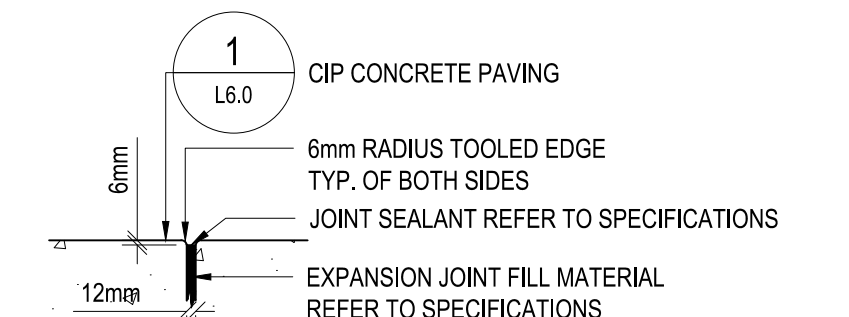 1
L6.0
CIP CONCRETE PAVING
6mm RADIUS TOOLED EDGE
TYP. OF BOTH SIDES
6mm
JOINT SEALANT REFER TO SPECIFICATIONS
EXPANSION JOINT FILL MATERIAL
REFER TO SPECIFICATIONS
12mm